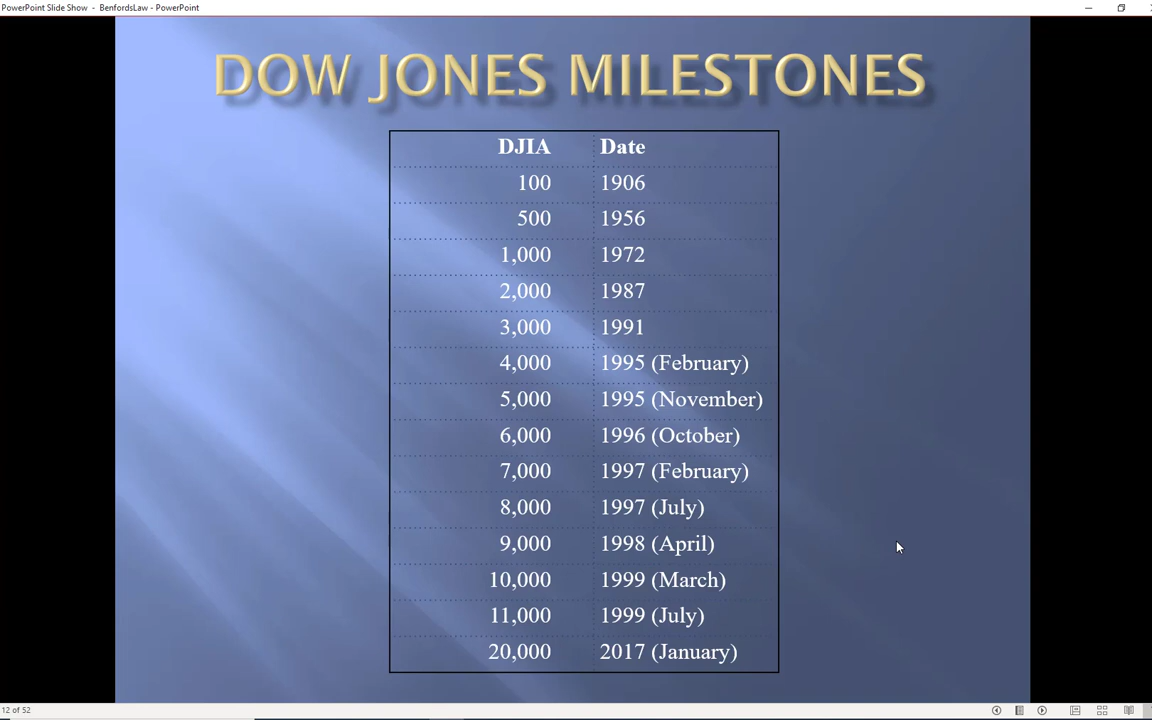 PowerPoint Slide Show - BenfordsLaw - PowerPoint
DOW JONES MILESTONES
DJIA Date
100 1906
500 1956
1,000 1972
2,000 1987
3,000 1991
4,000 1995 (February)
5,000 1995 (November)
6,000 1996 (October)
7,000 1997 (February)
8,000 1997 (July)
9,000 1998 (April)
10,000 1999 (March)
11,000 1999 (July)
20,000 2017 (January)
12 of 52